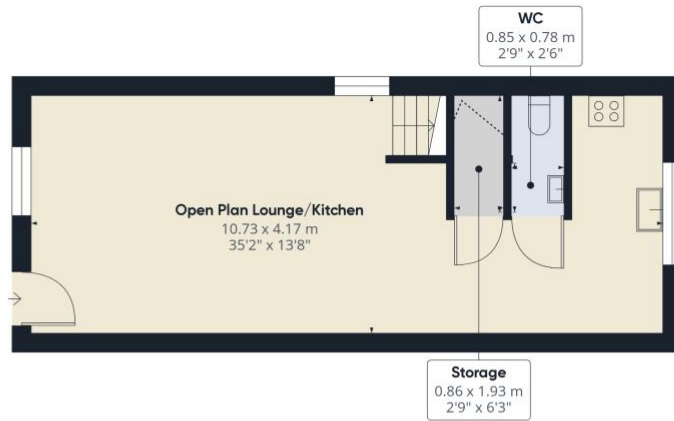 WC
0.85 x 0.78 m
2'9" x 2'6"
Open Plan Lounge/Kitchen
10.73 x 4.17 m
35'2" x 13'8"
Storage
0.86 x 1.93 m
2'9" x 6'3"